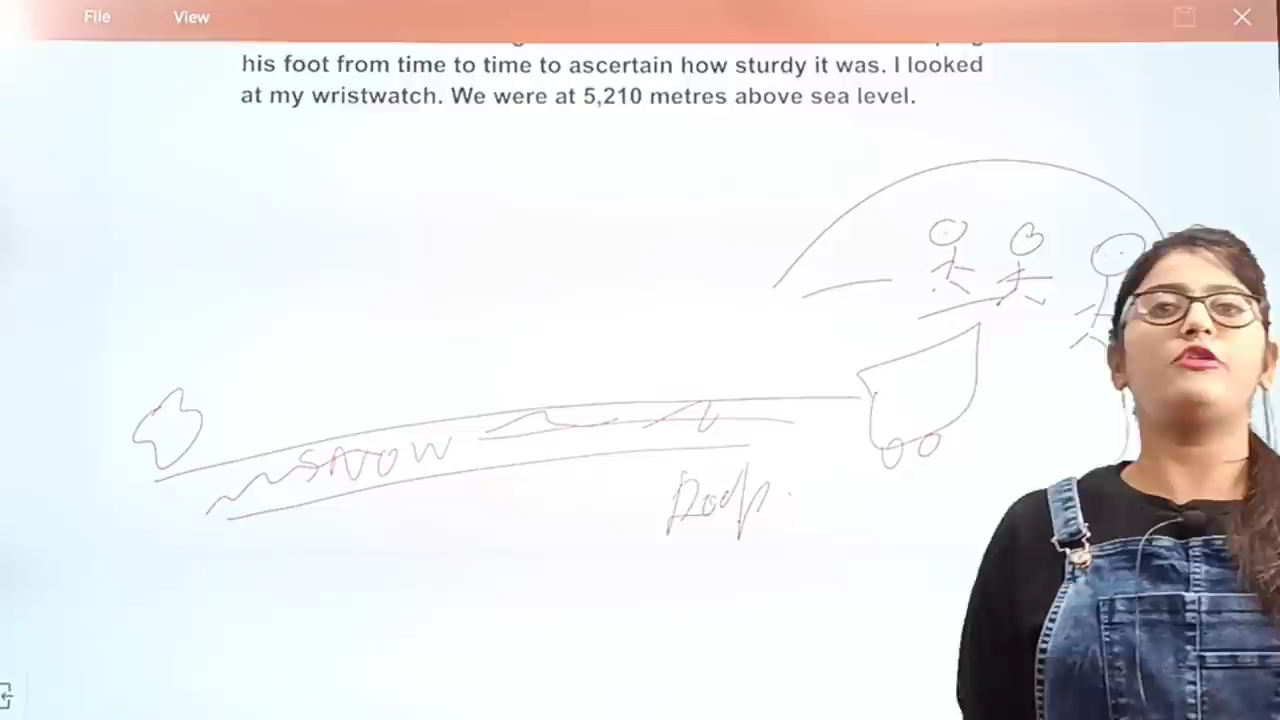 File View
his foot from time to time to ascertain how sturdy it was. I looked
at my wristwatch. We were at 5,210 metres above sea level.
SNOW